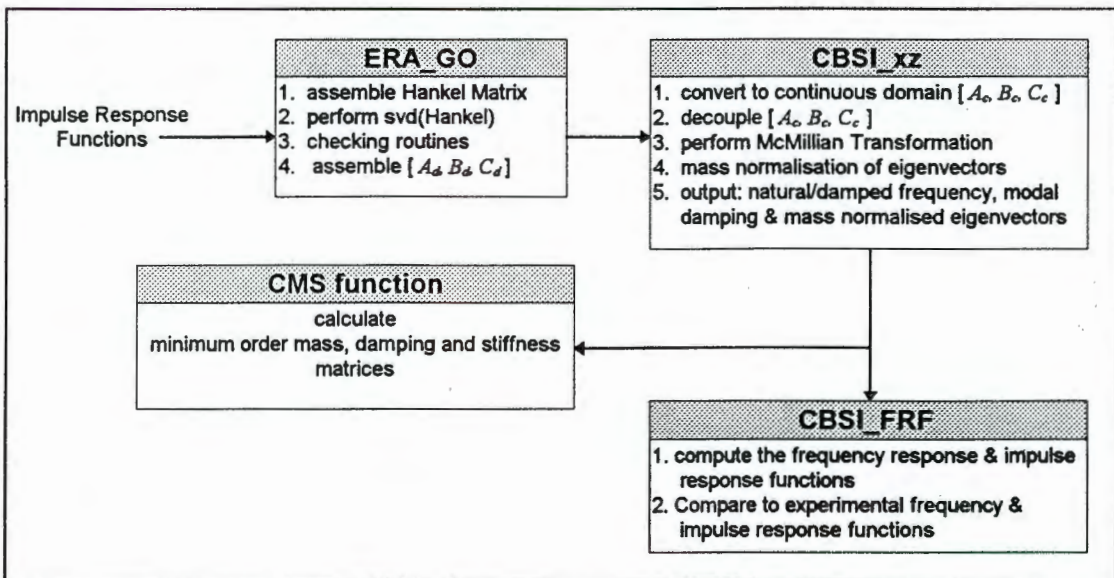 Impulse Response
Functions
ERA_GO
1. assemble Hankel Matrix
2. perform svd(Hankel)
3. checking routines
4. assemble [ A_d, B_d, C_d ]
CBSI_xz
1. convert to continuous domain [ A_c, B_c, C_c ]
2. decouple [ A_c, B_c, C_c ]
3. perform McMillian Transformation
4. mass normalisation of eigenvectors
5. output: natural/damped frequency, modal
damping & mass normalised eigenvectors
CMS function
calculate
minimum order mass, damping and stiffness
matrices
CBSI_FRF
1. compute the frequency response & impulse
response functions
2. Compare to experimental frequency &
impulse response functions